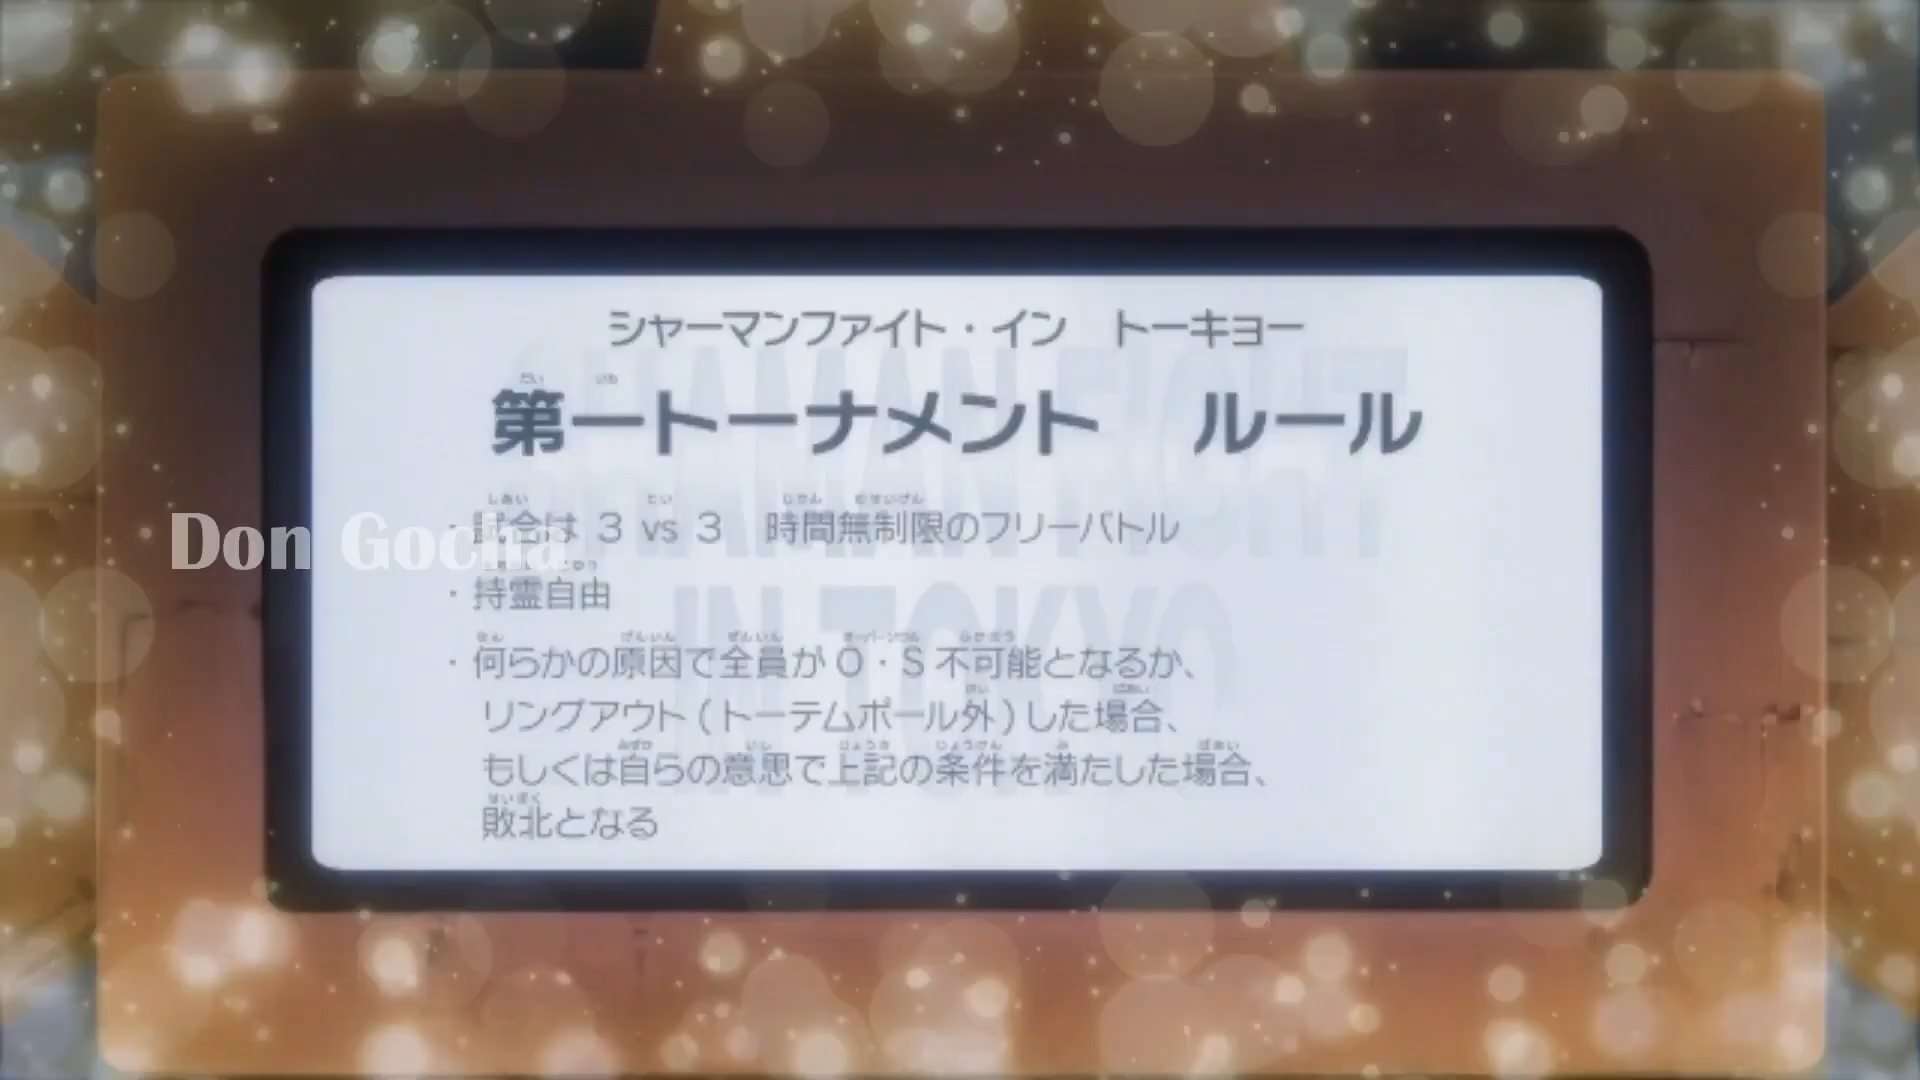 シャーマンファイト・イン　トーキョー
第一トーナメント　ルール
・試合は 3 vs 3　時間無制限のフリーバトル
・持霊自由
・何らかの原因で全員が O・S 不可能となるか、
リングアウト (トーテムポール外) した場合、
もしくは自らの意思で上記の条件を満たした場合、
敗北となる
SHAMAN FIGHT
IN TOKYO
Don Gocha